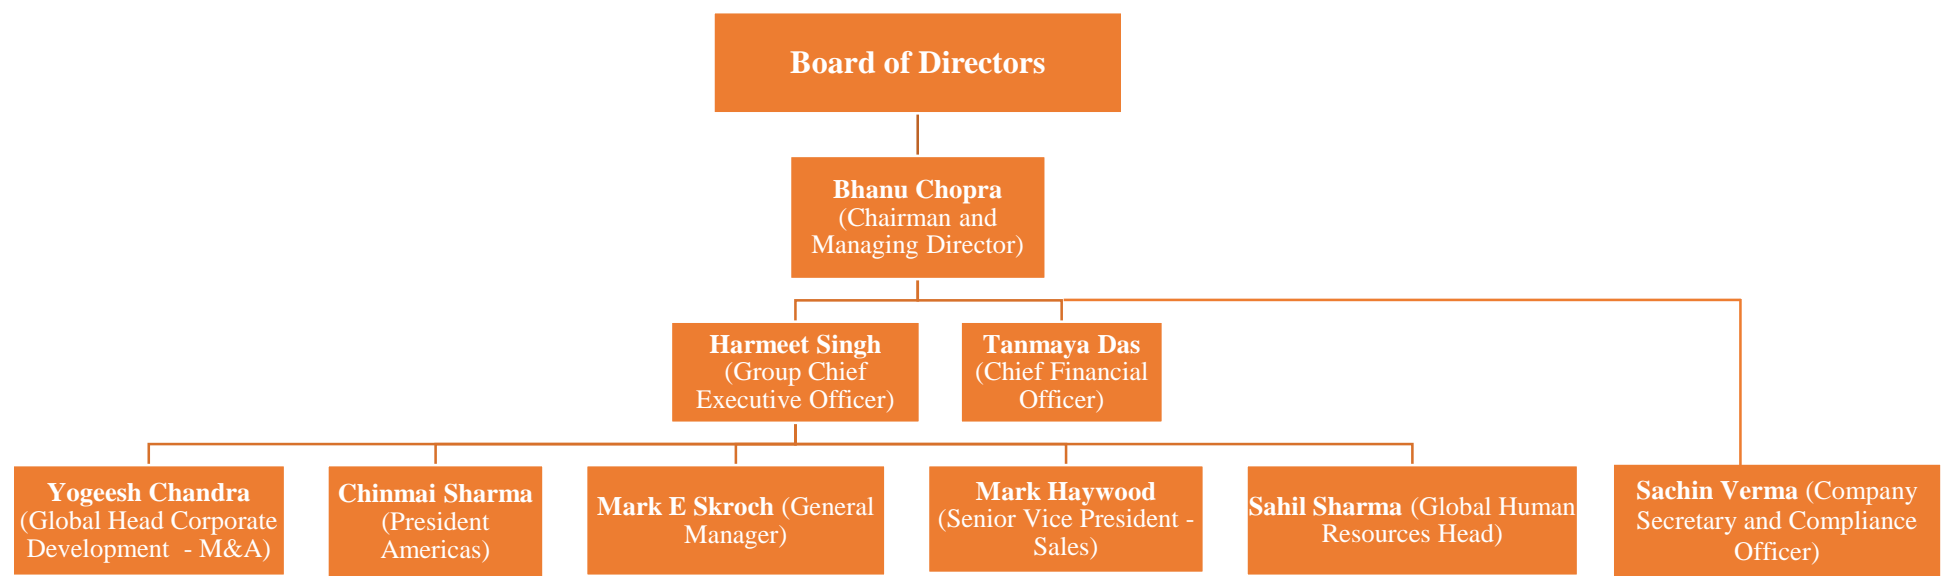 Board of Directors
Bhanu Chopra
(Chairman and
Managing Director)
Harmeet Singh
(Group Chief
Executive Officer)
Tanmaya Das
(Chief Financial
Officer)
Yogeesh Chandra
(Global Head Corporate
Development  - M&A)
Chinmai Sharma
(President
Americas)
Mark E Skroch (General
Manager)
Mark Haywood
(Senior Vice President -
Sales)
Sahil Sharma (Global Human
Resources Head)
Sachin Verma (Company
Secretary and Compliance
Officer)